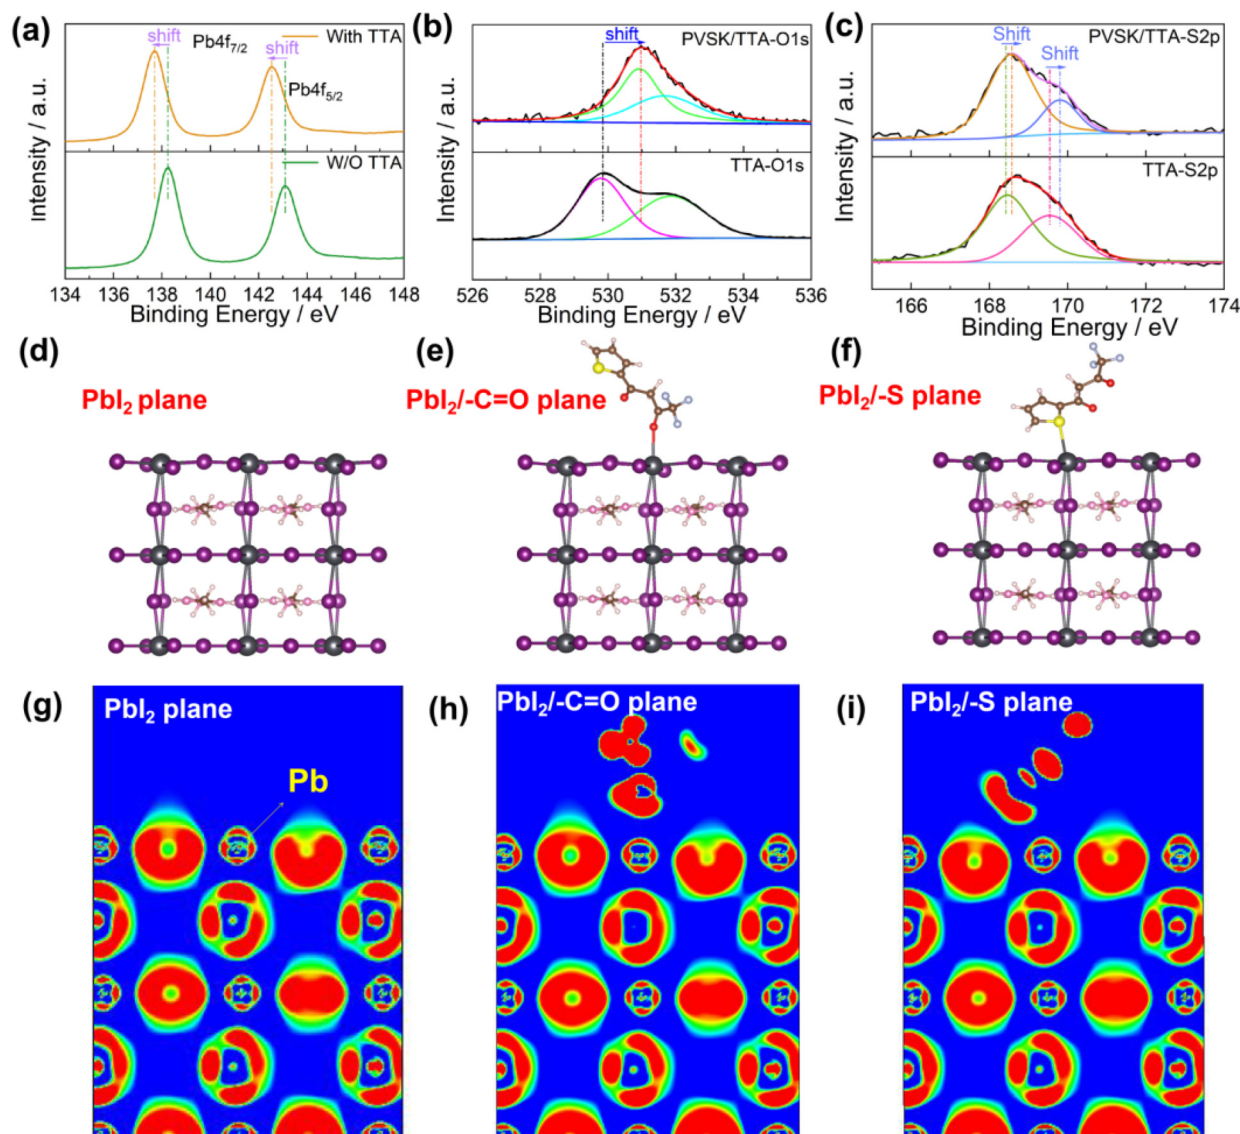 (a)
shift
Pb4f7/2
With TTA
shift
Pb4f5/2
W/O TTA
Intensity / a.u.
134 136 138 140 142 144 146 148
Binding Energy / eV
(b)
shift
PVSK/TTA-O1s
TTA-O1s
Intensity / a.u.
526 528 530 532 534 536
Binding Energy / eV
(c)
Shift
PVSK/TTA-S2p
Shift
TTA-S2p
Intensity / a.u.
166 168 170 172 174
Binding Energy / eV
(d)
PbI2 plane
(e)
PbI2/-C=O plane
(f)
PbI2/-S plane
(g)
PbI2 plane
Pb
(h)
PbI2/-C=O plane
(i)
PbI2/-S plane